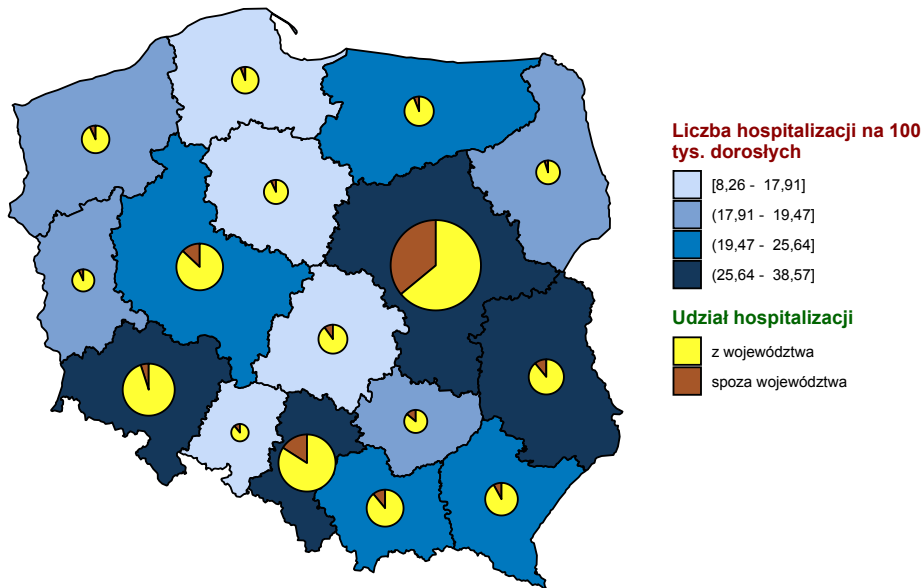 Liczba hospitalizacji na 100
tys. dorosłych
[8,26 - 17,91]
(17,91 - 19,47]
(19,47 - 25,64]
(25,64 - 38,57]
Udział hospitalizacji
z województwa
spoza województwa